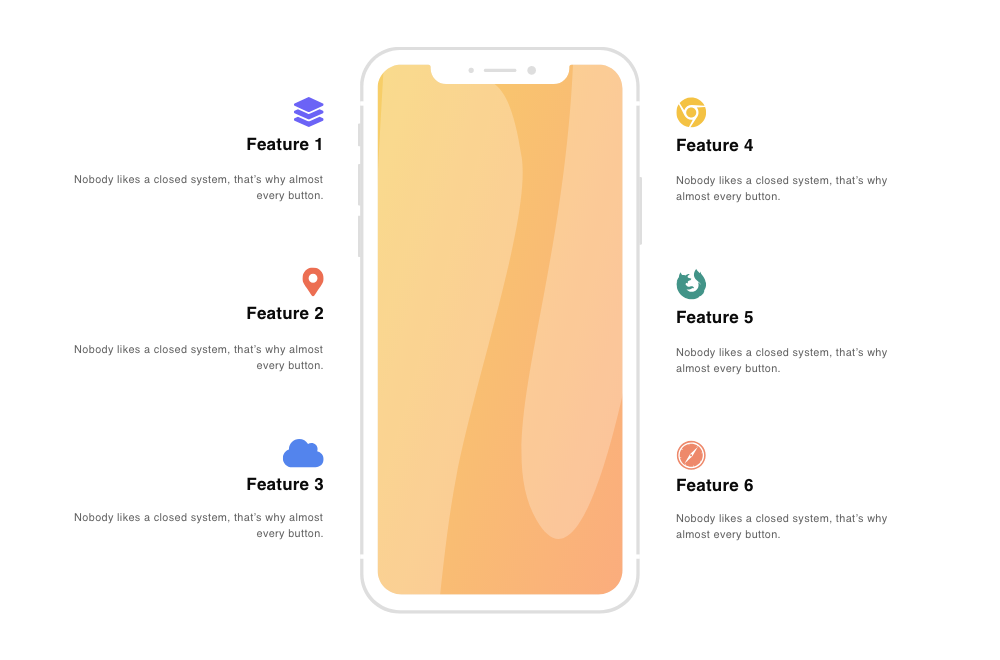 Feature 1
Nobody likes a closed system, that’s why almost
every button.
Feature 2
Nobody likes a closed system, that’s why almost
every button.
Feature 3
Nobody likes a closed system, that’s why almost
every button.
Feature 4
Nobody likes a closed system, that’s why
almost every button.
Feature 5
Nobody likes a closed system, that’s why
almost every button.
Feature 6
Nobody likes a closed system, that’s why
almost every button.